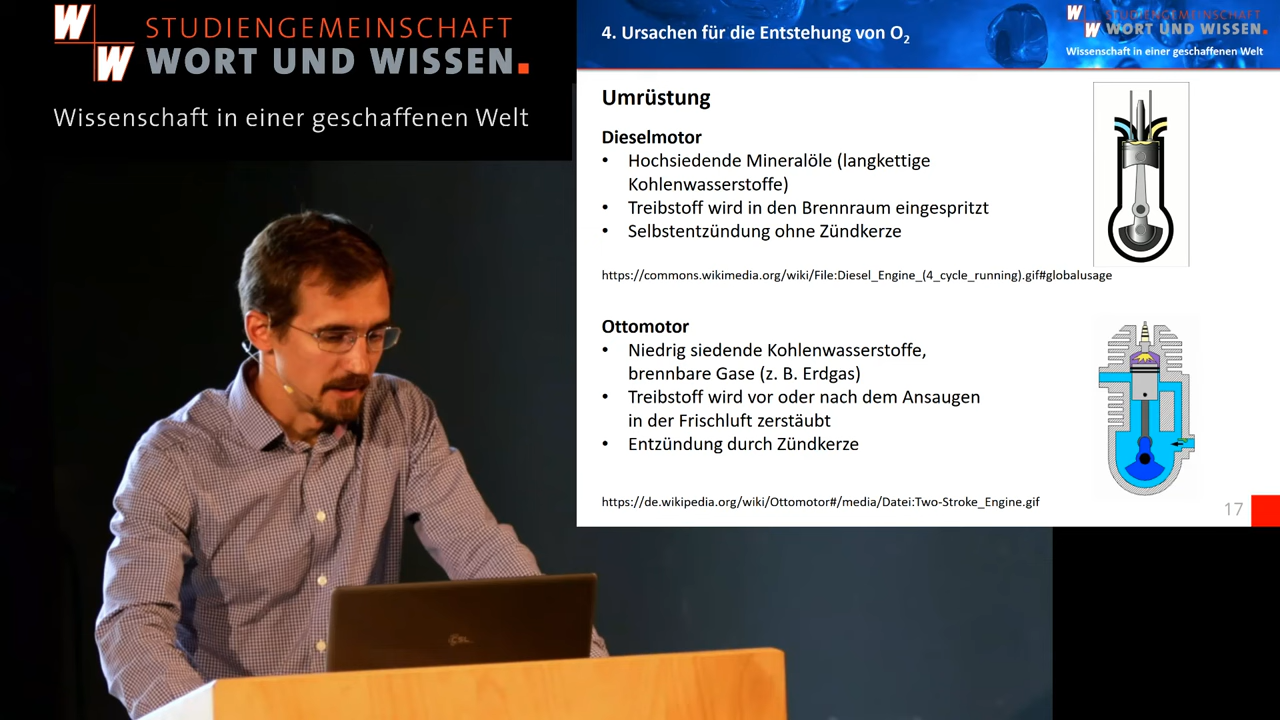 W
W
STUDIENGEMEINSCHAFT
WORT UND WISSEN.
Wissenschaft in einer geschaffenen Welt
4. Ursachen für die Entstehung von O₂
W
W
STUDIENGEMEINSCHAFT
WORT UND WISSEN.
Wissenschaft in einer geschaffenen Welt
Umrüstung
Dieselmotor
• Hochsiedende Mineralöle (langkettige
Kohlenwasserstoffe)
• Treibstoff wird in den Brennraum eingespritzt
• Selbstentzündung ohne Zündkerze
https://commons.wikimedia.org/wiki/File:Diesel_Engine_(4_cycle_running).gif#globalusage
Ottomotor
• Niedrig siedende Kohlenwasserstoffe,
brennbare Gase (z. B. Erdgas)
• Treibstoff wird vor oder nach dem Ansaugen
in der Frischluft zerstäubt
• Entzündung durch Zündkerze
https://de.wikipedia.org/wiki/Ottomotor#/media/Datei:Two-Stroke_Engine.gif
17